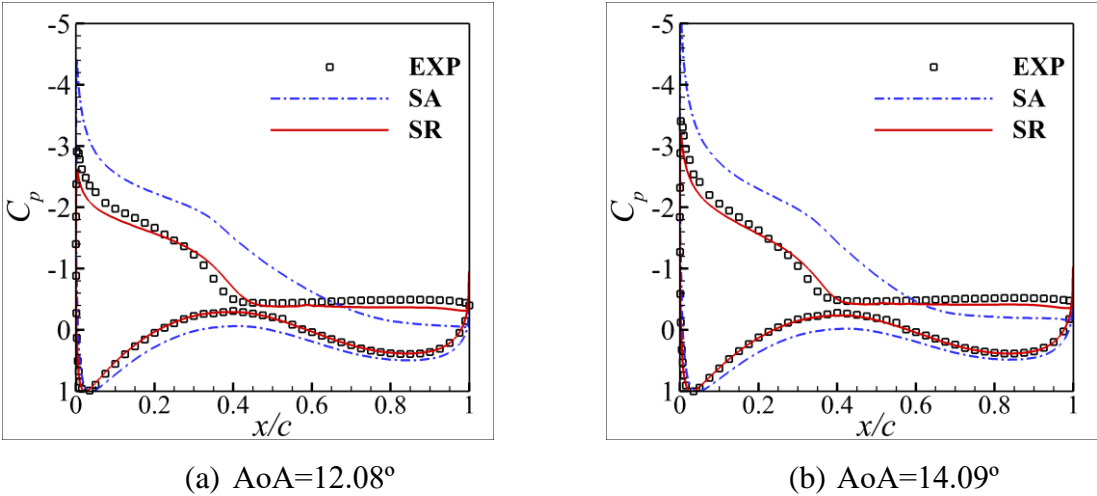 -5
-4
-3
-2
-1
0
1
C_p
EXP
SA
SR
0 0.2 0.4 0.6 0.8 1
x/c
(a) AoA=12.08º
-5
-4
-3
-2
-1
0
1
C_p
EXP
SA
SR
0 0.2 0.4 0.6 0.8 1
x/c
(b) AoA=14.09º